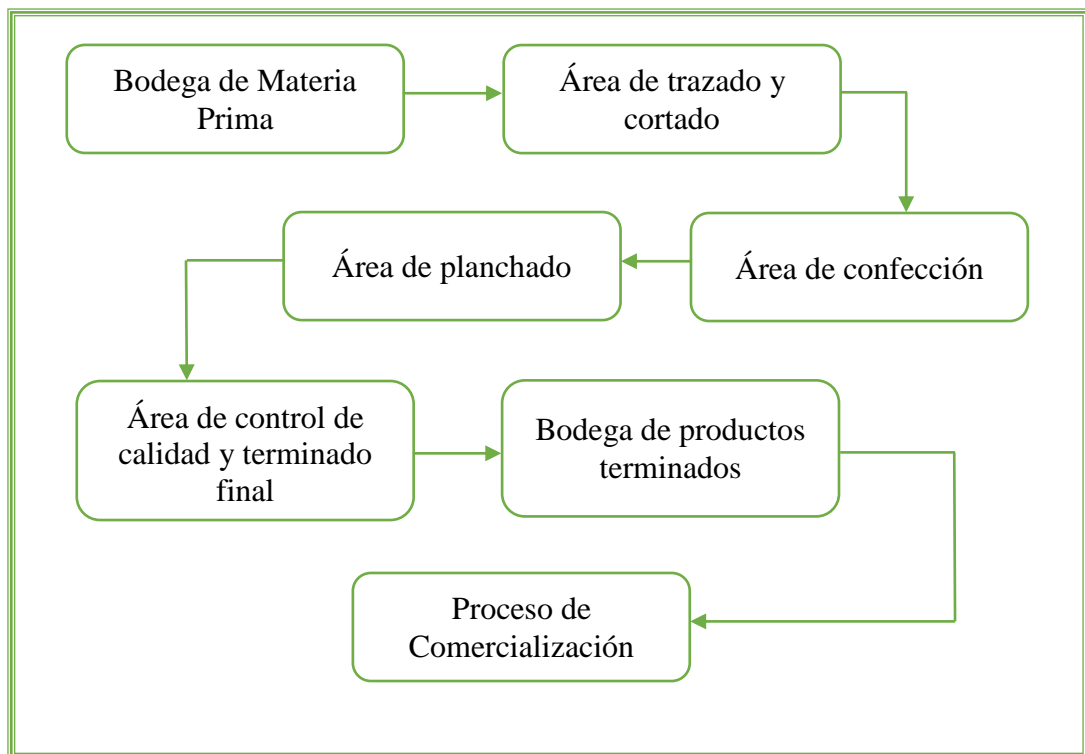 Bodega de Materia
Prima
Área de trazado y
cortado
Área de confección
Área de planchado
Área de control de
calidad y terminado
final
Bodega de productos
terminados
Proceso de
Comercialización